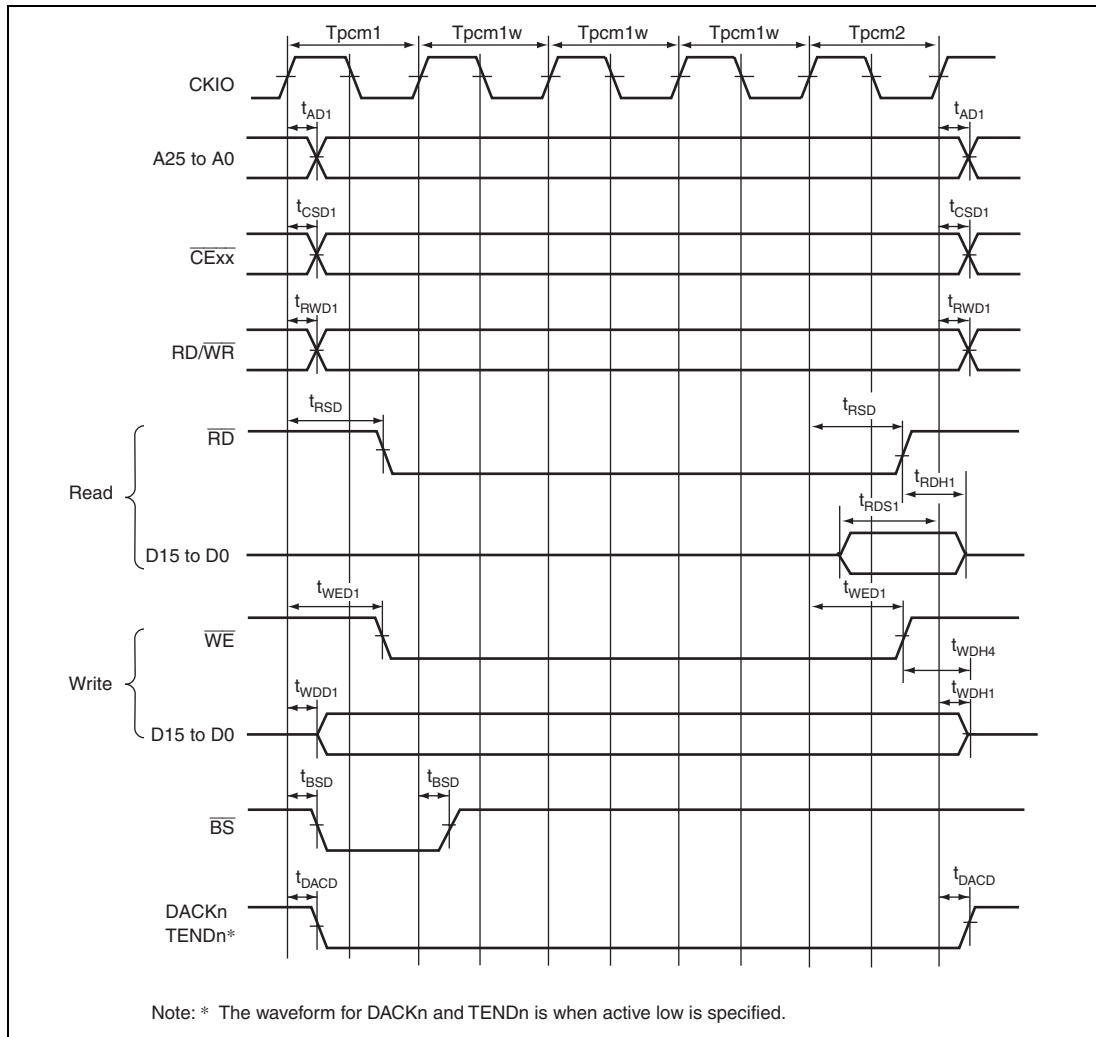 Tpcm1 Tpcm1w Tpcm1w Tpcm1w Tpcm2
CKIO
tAD1 tAD1
A25 to A0
tCSD1 tCSD1
CExx
tRWD1 tRWD1
RD/WR
tRSD tRSD
RD
tRDH1
Read
tRDS1
D15 to D0
tWED1 tWED1
WE
tWDH4
Write
tWDD1 tWDH1
D15 to D0
tBSD tBSD
BS
tDACD tDACD
DACKn
TENDn*
Note: * The waveform for DACKn and TENDn is when active low is specified.